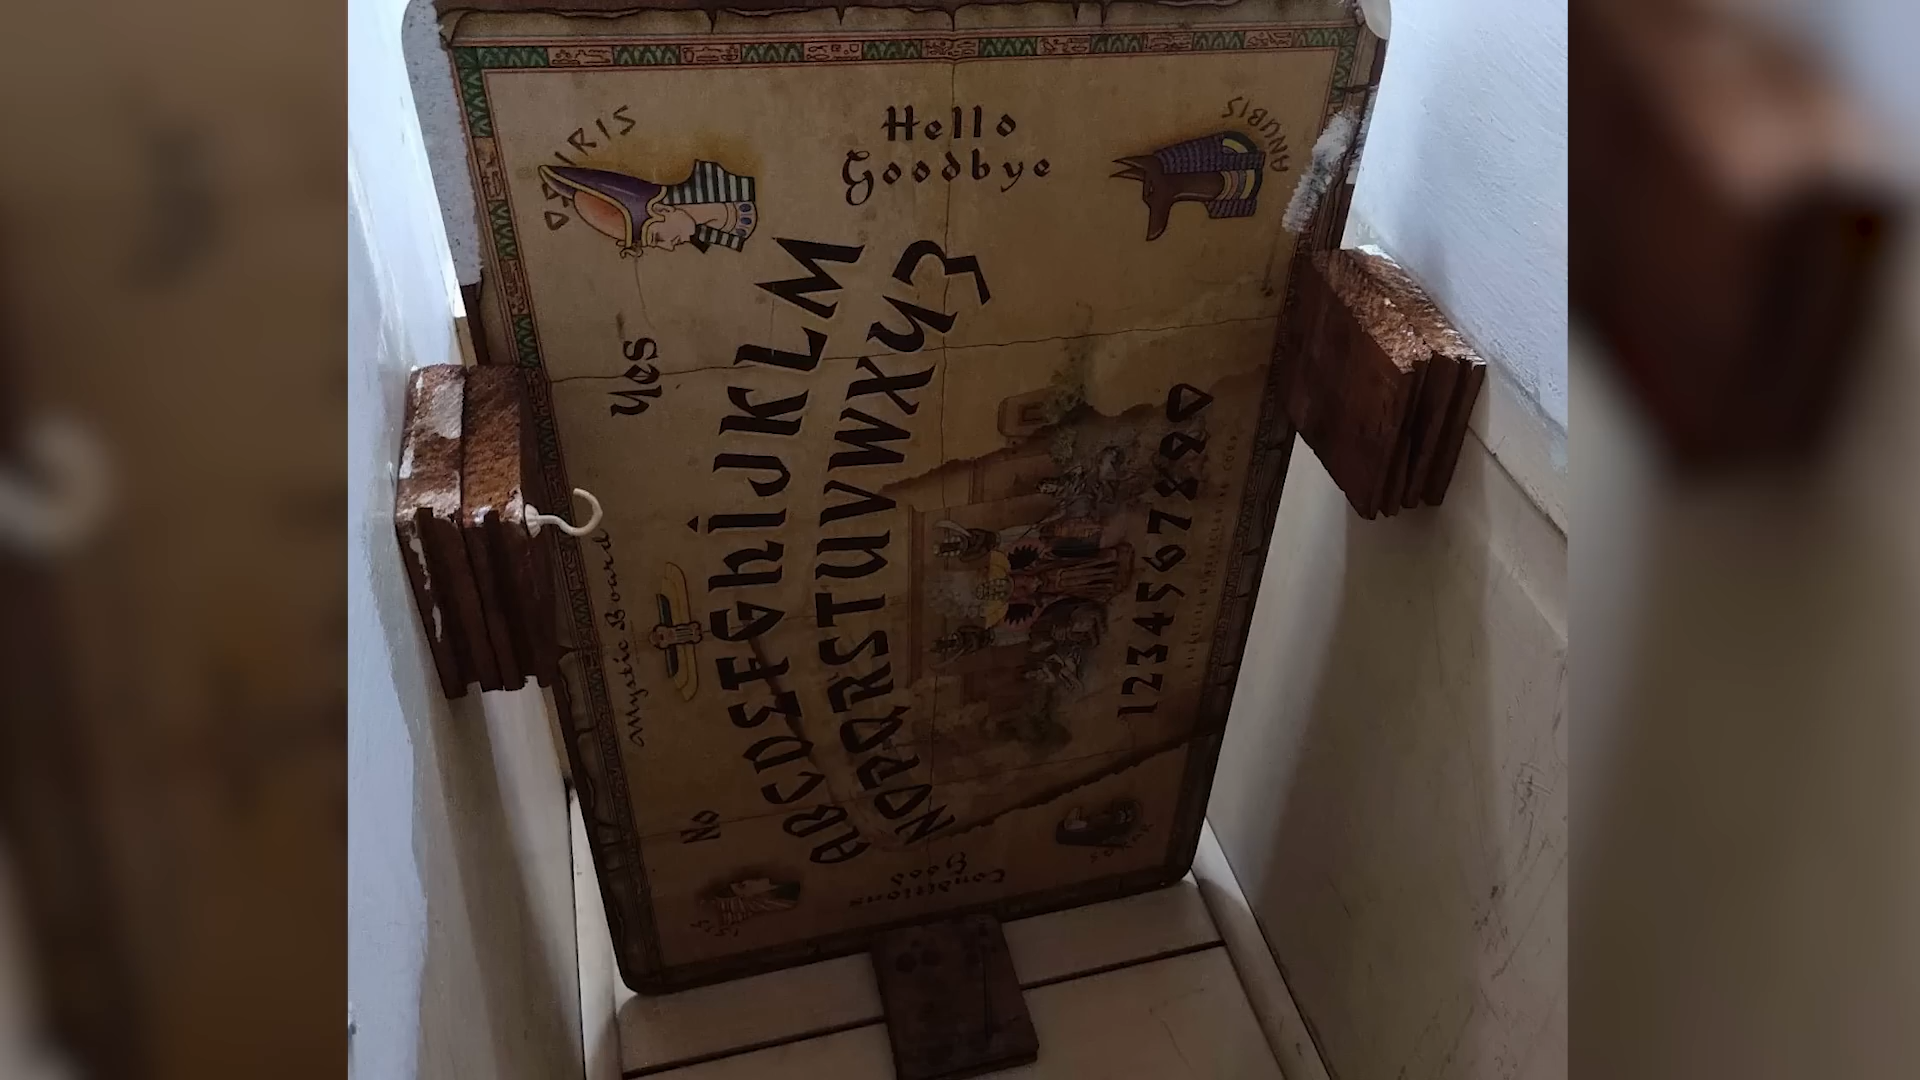 Hello
Goodbye
OSIRIS
ANUBIS
Yes
No
Mystic Board
ABCDEFGhIJKLM
NOPQRSTUVWXYZ
1234567890
Good
Conditions